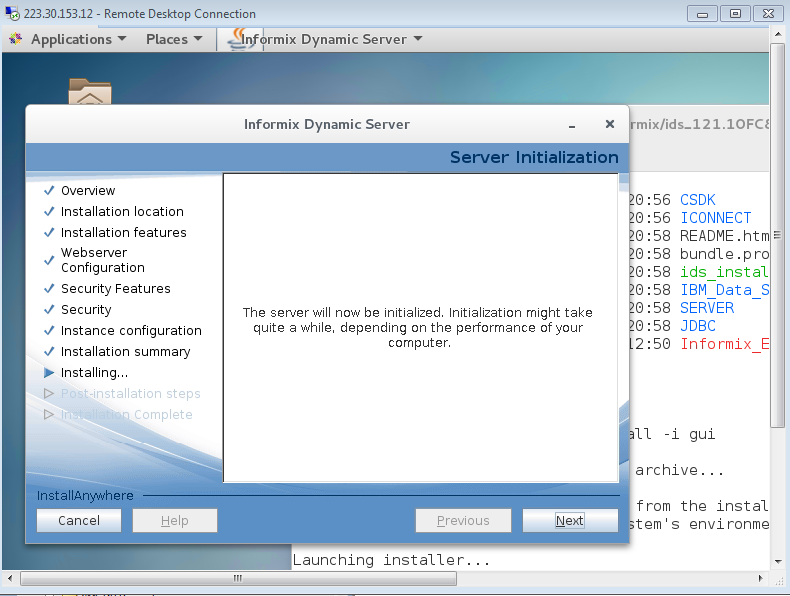 223.30.153.12 - Remote Desktop Connection
Applications Places Informix Dynamic Server
rmix/ids_121.1OFC8
Informix Dynamic Server
Server Initialization
Overview
Installation location
Installation features
Webserver
Configuration
Security Features
Security
Instance configuration
Installation summary
Installing...
Post-installation steps
Installation Complete
The server will now be initialized. Initialization might take
quite a while, depending on the performance of your
computer.
20:56 CSDK
20:56 ICONNECT
20:58 README.htm
20:58 bundle.pro
20:58 ids_instal
20:58 IBM_Data_S
20:58 SERVER
20:58 JDBC
12:50 Informix_E
all -i gui
archive...
from the instal
stem's environme
InstallAnywhere
Cancel Help Previous Next
Launching installer...